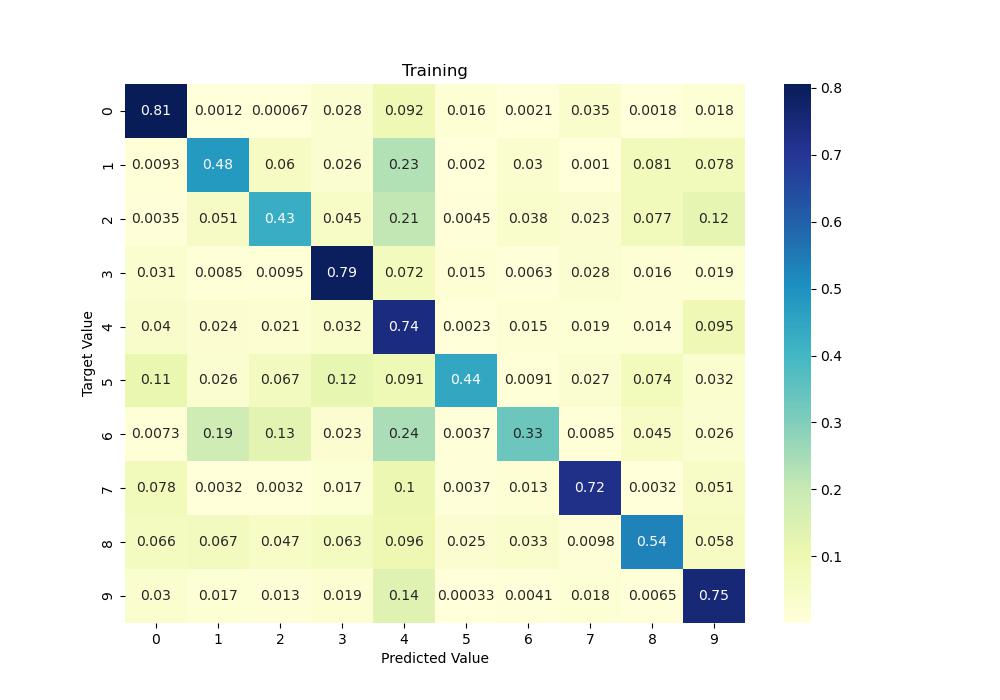 Training
0 0.81 0.0012 0.00067 0.028 0.092 0.016 0.0021 0.035 0.0018 0.018
1 0.0093 0.48 0.06 0.026 0.23 0.002 0.03 0.001 0.081 0.078
2 0.0035 0.051 0.43 0.045 0.21 0.0045 0.038 0.023 0.077 0.12
3 0.031 0.0085 0.0095 0.79 0.072 0.015 0.0063 0.028 0.016 0.019
4 0.04 0.024 0.021 0.032 0.74 0.0023 0.015 0.019 0.014 0.095
5 0.11 0.026 0.067 0.12 0.091 0.44 0.0091 0.027 0.074 0.032
6 0.0073 0.19 0.13 0.023 0.24 0.0037 0.33 0.0085 0.045 0.026
7 0.078 0.0032 0.0032 0.017 0.1 0.0037 0.013 0.72 0.0032 0.051
8 0.066 0.067 0.047 0.063 0.096 0.025 0.033 0.0098 0.54 0.058
9 0.03 0.017 0.013 0.019 0.14 0.00033 0.0041 0.018 0.0065 0.75
0 1 2 3 4 5 6 7 8 9
Predicted Value
Target Value
0.8
0.7
0.6
0.5
0.4
0.3
0.2
0.1